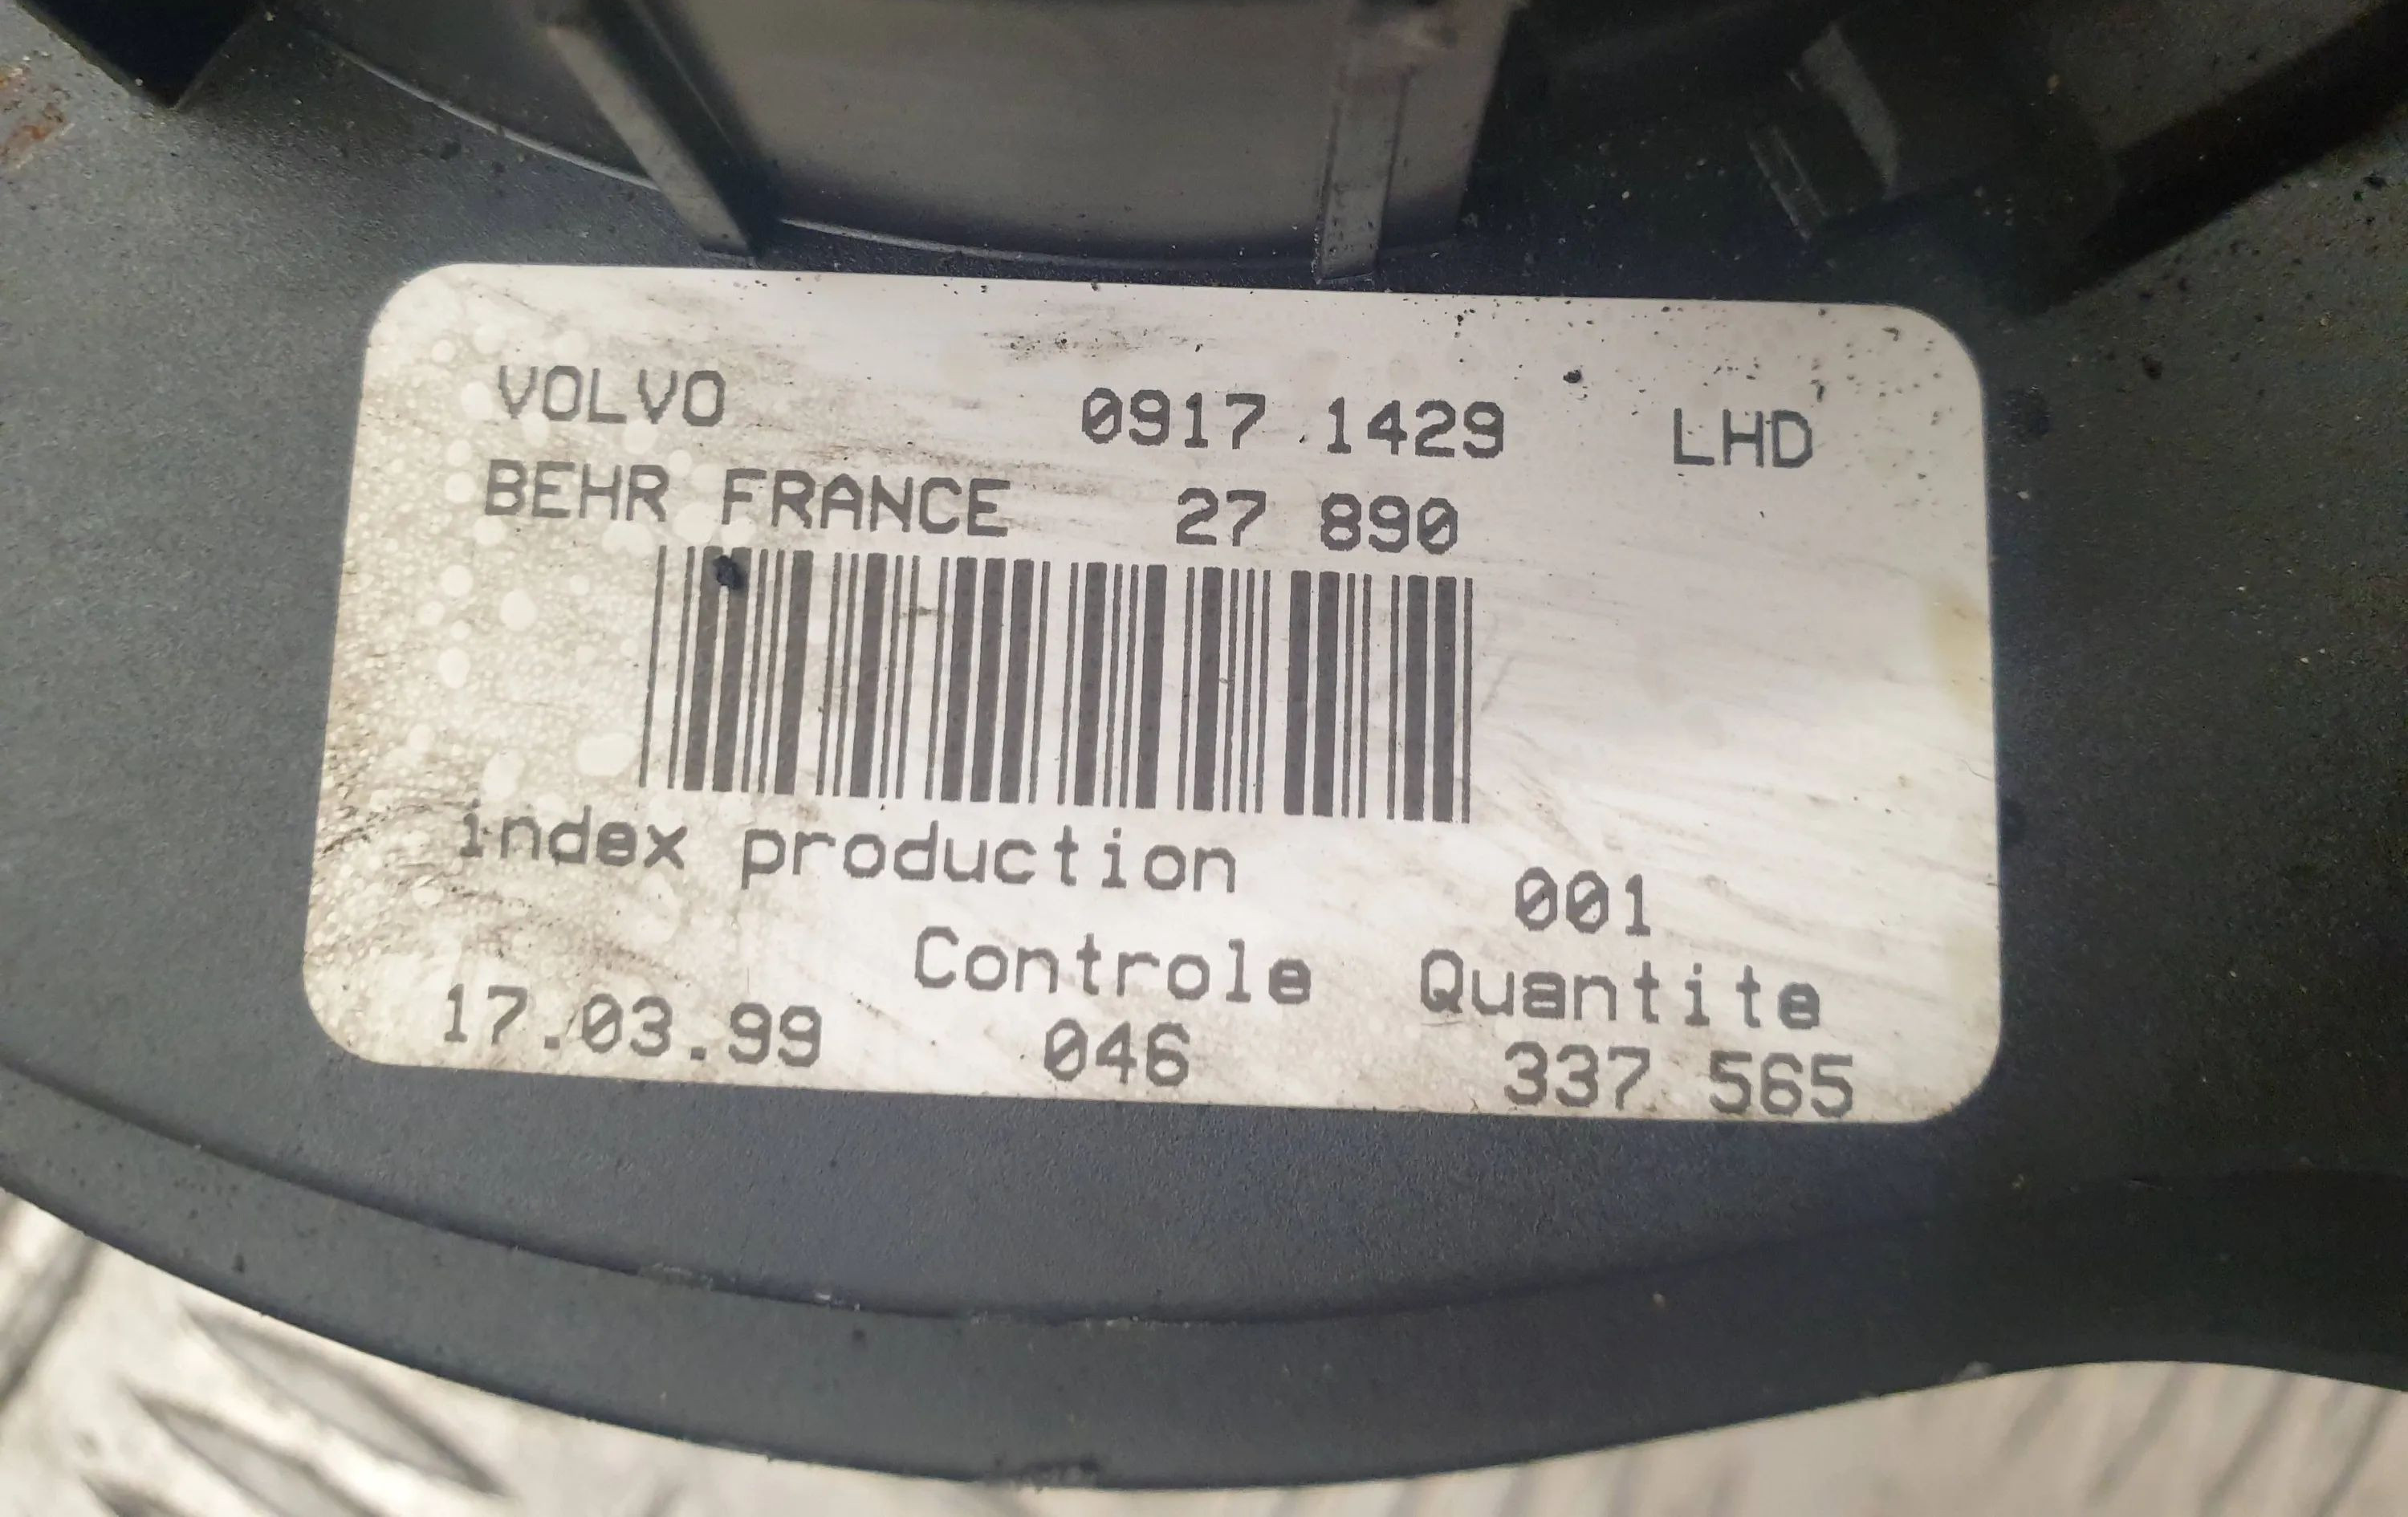 VOLVO 0917 1429 LHD
BEHR FRANCE 27 890
index production 001
Controle Quantite
17.03.99 046 337 565